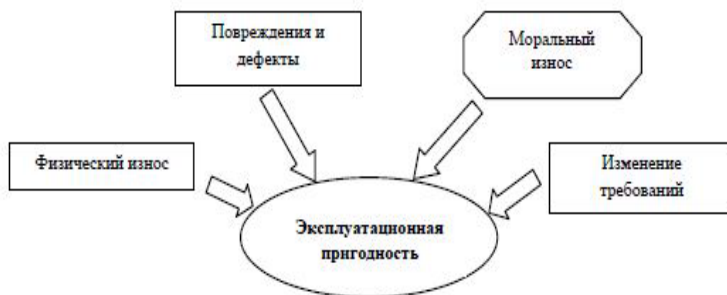 Повреждения и
дефекты
Моральный
износ
Физический износ
Изменение
требований
Эксплуатационная
пригодность